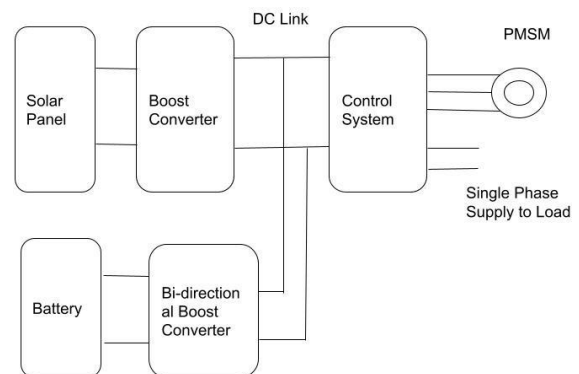 DC Link
PMSM
Solar
Panel
Boost
Converter
Control
System
Single Phase
Supply to Load
Battery
Bi-direction
al Boost
Converter